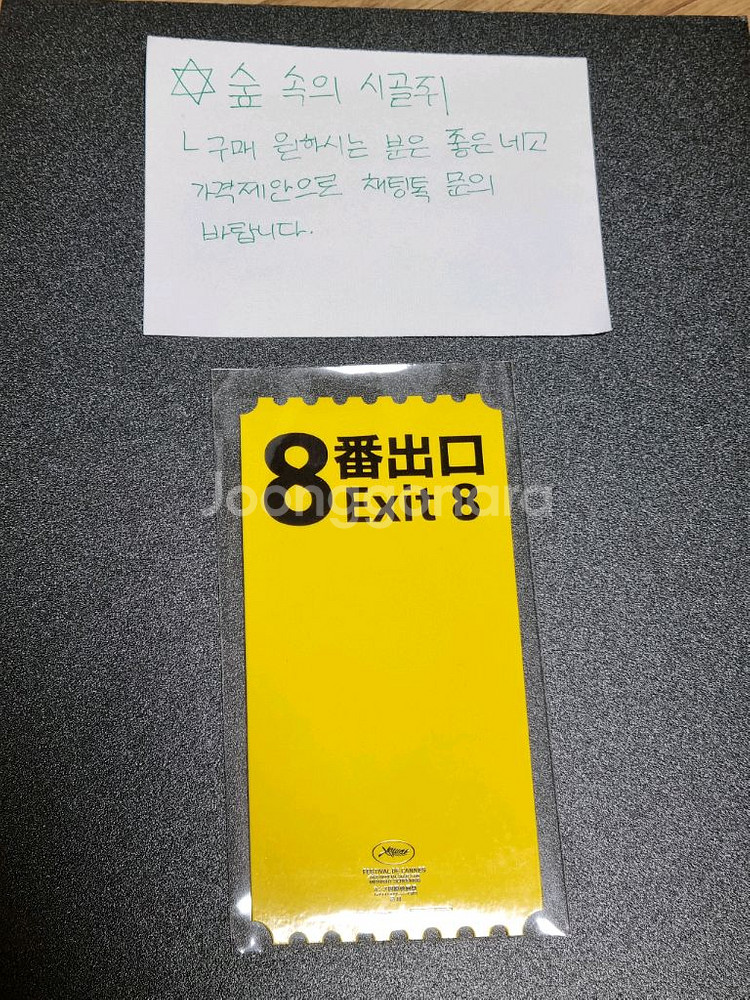 숲 속의 시골쥐
ㄴ구매 원하시는 분은 좋은 네고
가격제안으로 채팅톡 문의
바랍니다.
8番出口
Exit 8
Joonggonara
FESTIVAL DE CANNES